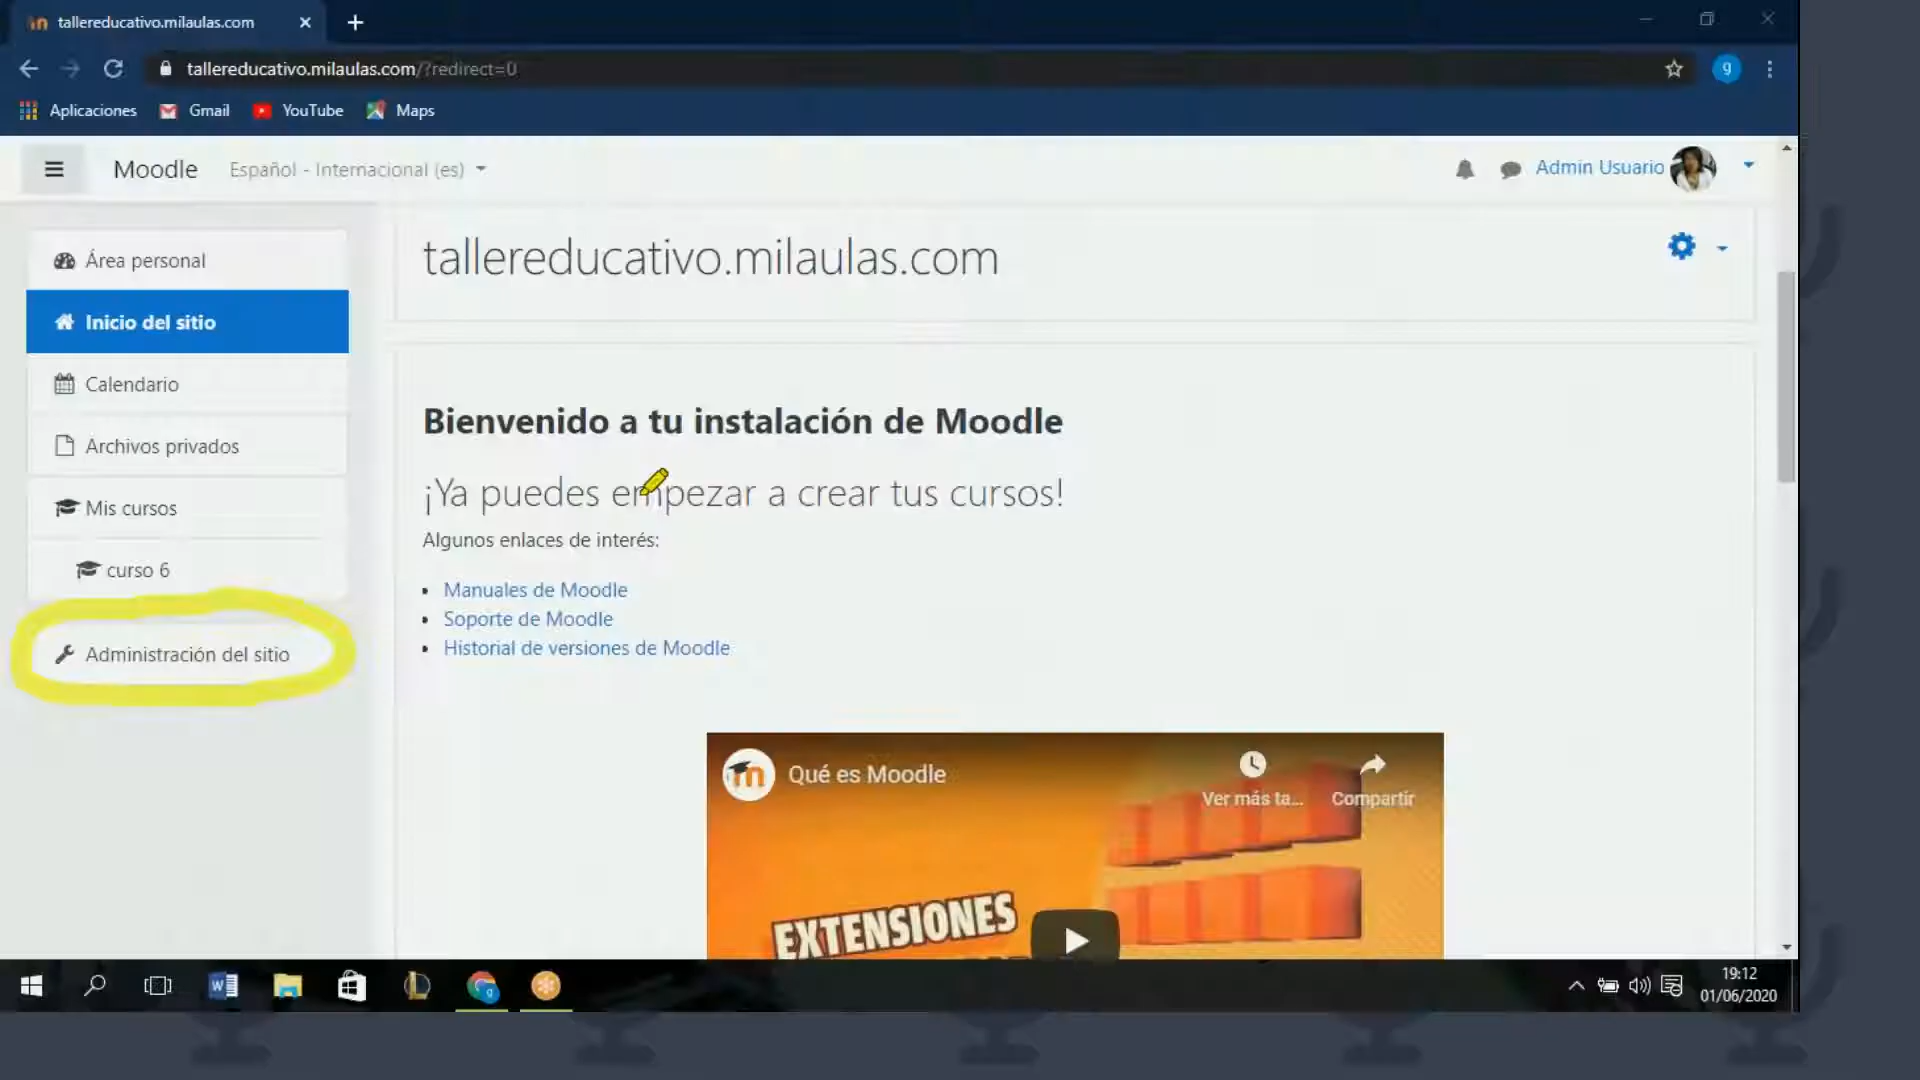 tallereducativo.milaulas.com
tallereducativo.milaulas.com/?redirect=0
g
Aplicaciones
Gmail
YouTube
Maps
Moodle
Español - Internacional (es)
Admin Usuario
Área personal
Inicio del sitio
Calendario
Archivos privados
Mis cursos
curso 6
Administración del sitio
tallereducativo.milaulas.com
Bienvenido a tu instalación de Moodle
¡Ya puedes empezar a crear tus cursos!
Algunos enlaces de interés:
Manuales de Moodle
Soporte de Moodle
Historial de versiones de Moodle
Qué es Moodle
Ver más ta...
Compartir
EXTENSIONES
19:12
01/06/2020